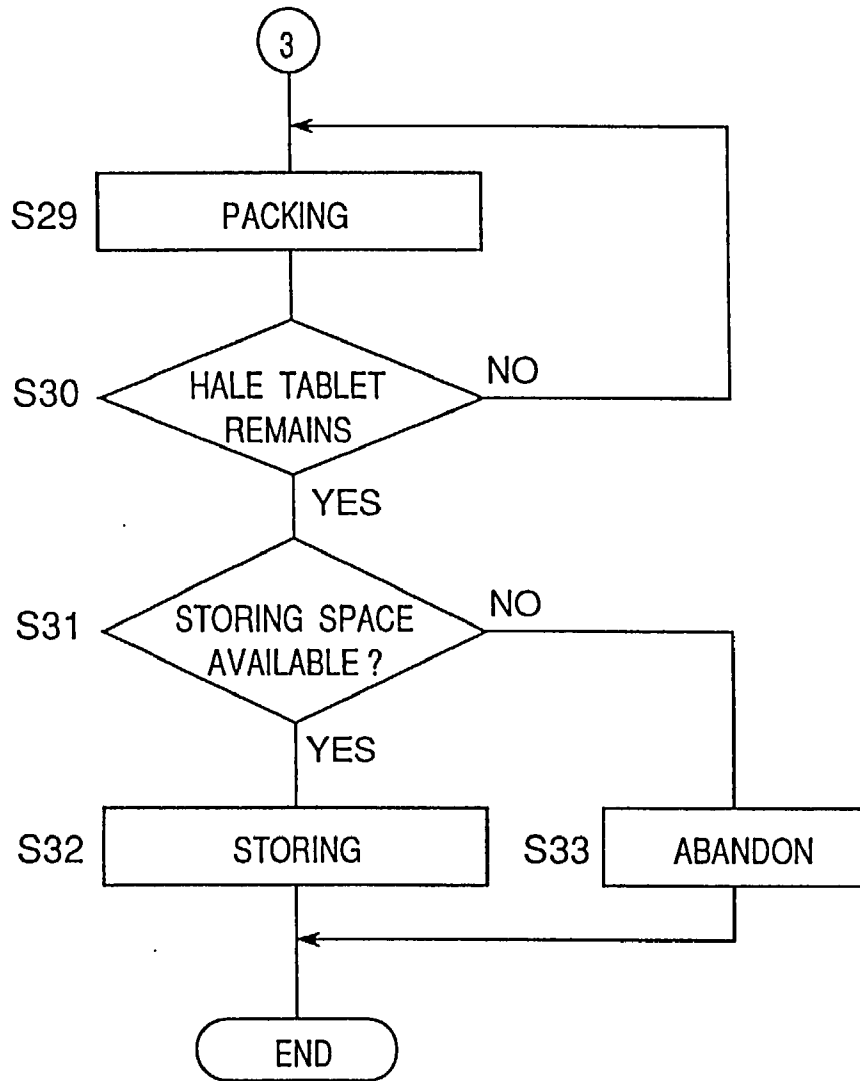 3
S29
PACKING
S30
HALE TABLET
REMAINS
NO
YES
S31
STORING SPACE
AVAILABLE ?
NO
YES
S32
STORING
S33
ABANDON
END